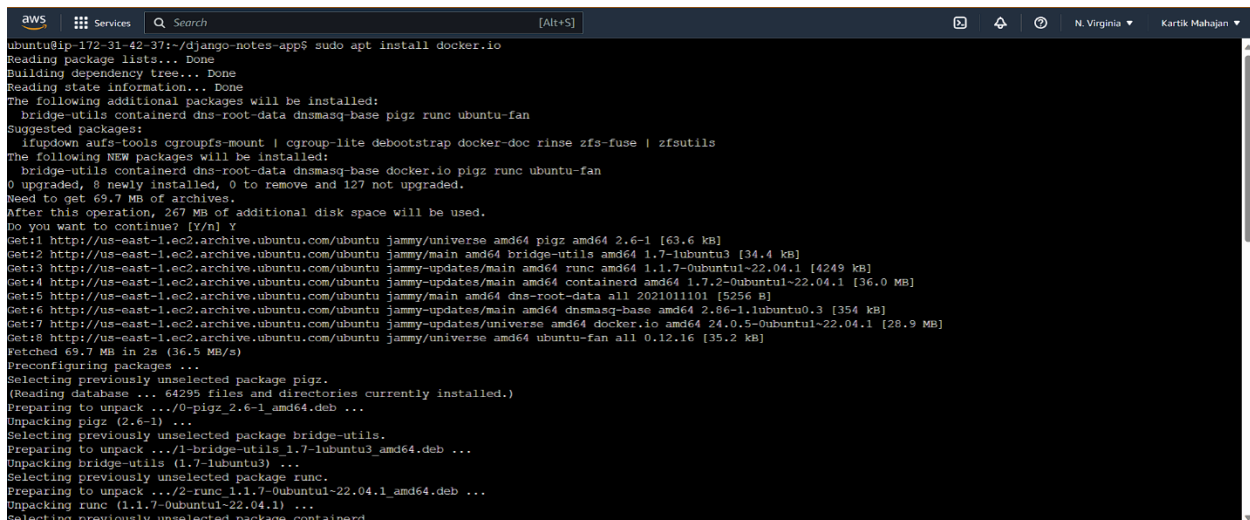 aws Services Search [Alt+S] N. Virginia ▼ Kartik Mahajan ▼
ubuntu@ip-172-31-42-37:~/django-notes-app$ sudo apt install docker.io
Reading package lists... Done
Building dependency tree... Done
Reading state information... Done
The following additional packages will be installed:
  bridge-utils containerd dns-root-data dnsmasq-base pigz runc ubuntu-fan
Suggested packages:
  ifupdown aufs-tools cgroupfs-mount | cgroup-lite debootstrap docker-doc rinse zfs-fuse | zfsutils
The following NEW packages will be installed:
  bridge-utils containerd dns-root-data dnsmasq-base docker.io pigz runc ubuntu-fan
0 upgraded, 8 newly installed, 0 to remove and 127 not upgraded.
Need to get 69.7 MB of archives.
After this operation, 267 MB of additional disk space will be used.
Do you want to continue? [Y/n] Y
Get:1 http://us-east-1.ec2.archive.ubuntu.com/ubuntu jammy/universe amd64 pigz amd64 2.6-1 [63.6 kB]
Get:2 http://us-east-1.ec2.archive.ubuntu.com/ubuntu jammy/main amd64 bridge-utils amd64 1.7-1ubuntu3 [34.4 kB]
Get:3 http://us-east-1.ec2.archive.ubuntu.com/ubuntu jammy-updates/main amd64 runc amd64 1.1.7-0ubuntu1~22.04.1 [4249 kB]
Get:4 http://us-east-1.ec2.archive.ubuntu.com/ubuntu jammy-updates/main amd64 containerd amd64 1.7.2-0ubuntu1~22.04.1 [36.0 MB]
Get:5 http://us-east-1.ec2.archive.ubuntu.com/ubuntu jammy/main amd64 dns-root-data all 2021011101 [5256 B]
Get:6 http://us-east-1.ec2.archive.ubuntu.com/ubuntu jammy-updates/main amd64 dnsmasq-base amd64 2.86-1.1ubuntu0.3 [354 kB]
Get:7 http://us-east-1.ec2.archive.ubuntu.com/ubuntu jammy-updates/universe amd64 docker.io amd64 24.0.5-0ubuntu1~22.04.1 [28.9 MB]
Get:8 http://us-east-1.ec2.archive.ubuntu.com/ubuntu jammy/universe amd64 ubuntu-fan all 0.12.16 [35.2 kB]
Fetched 69.7 MB in 2s (36.5 MB/s)
Preconfiguring packages ...
Selecting previously unselected package pigz.
(Reading database ... 64295 files and directories currently installed.)
Preparing to unpack .../0-pigz_2.6-1_amd64.deb ...
Unpacking pigz (2.6-1) ...
Selecting previously unselected package bridge-utils.
Preparing to unpack .../1-bridge-utils_1.7-1ubuntu3_amd64.deb ...
Unpacking bridge-utils (1.7-1ubuntu3) ...
Selecting previously unselected package runc.
Preparing to unpack .../2-runc_1.1.7-0ubuntu1~22.04.1_amd64.deb ...
Unpacking runc (1.1.7-0ubuntu1~22.04.1) ...
Selecting previously unselected package containerd.